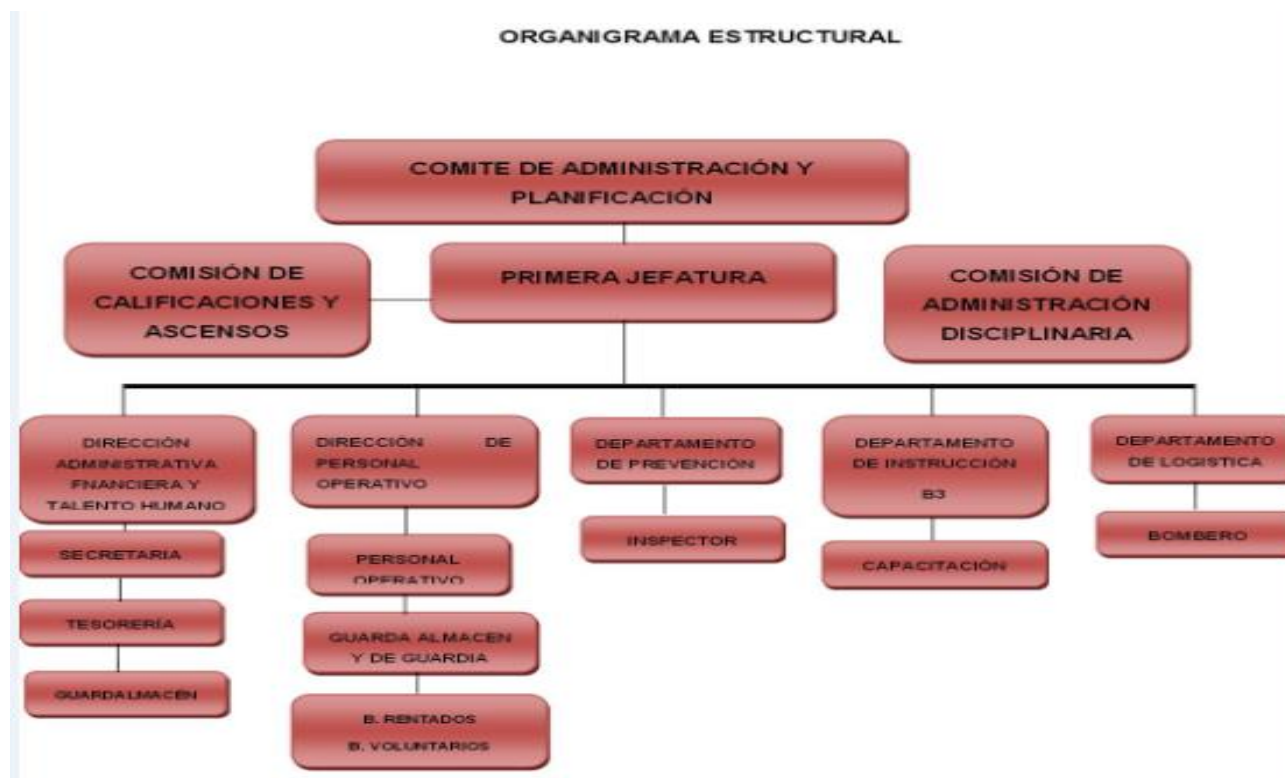 ORGANIGRAMA ESTRUCTURAL
COMITE DE ADMINISTRACIÓN Y
PLANIFICACIÓN
COMISIÓN DE
CALIFICACIONES Y
ASCENSOS
PRIMERA JEFATURA
COMISIÓN DE
ADMINISTRACIÓN
DISCIPLINARIA
DIRECCIÓN
ADMINISTRATIVA
FNANCIERA Y
TALENTO HUMANO
SECRETARIA
TESORERÍA
GUARDALMACÉN
DIRECCIÓN DE
PERSONAL
OPERATIVO
PERSONAL
OPERATIVO
GUARDA ALMACEN
Y DE GUARDIA
B. RENTADOS
B. VOLUNTARIOS
DEPARTAMENTO
DE PREVENCIÓN
INSPECTOR
DEPARTAMENTO
DE INSTRUCCIÓN
B3
CAPACITACIÓN
DEPARTAMENTO
DE LOGISTICA
BOMBERO